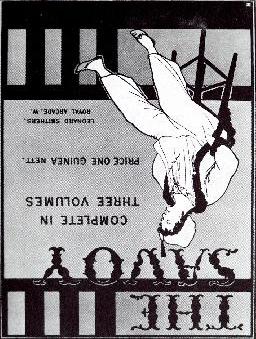 THE
SAVOY
COMPLETE IN
THREE VOLUMES
PRICE ONE GUINEA NETT.
LEONARD SMITHERS.
ROYAL ARCADE. W.